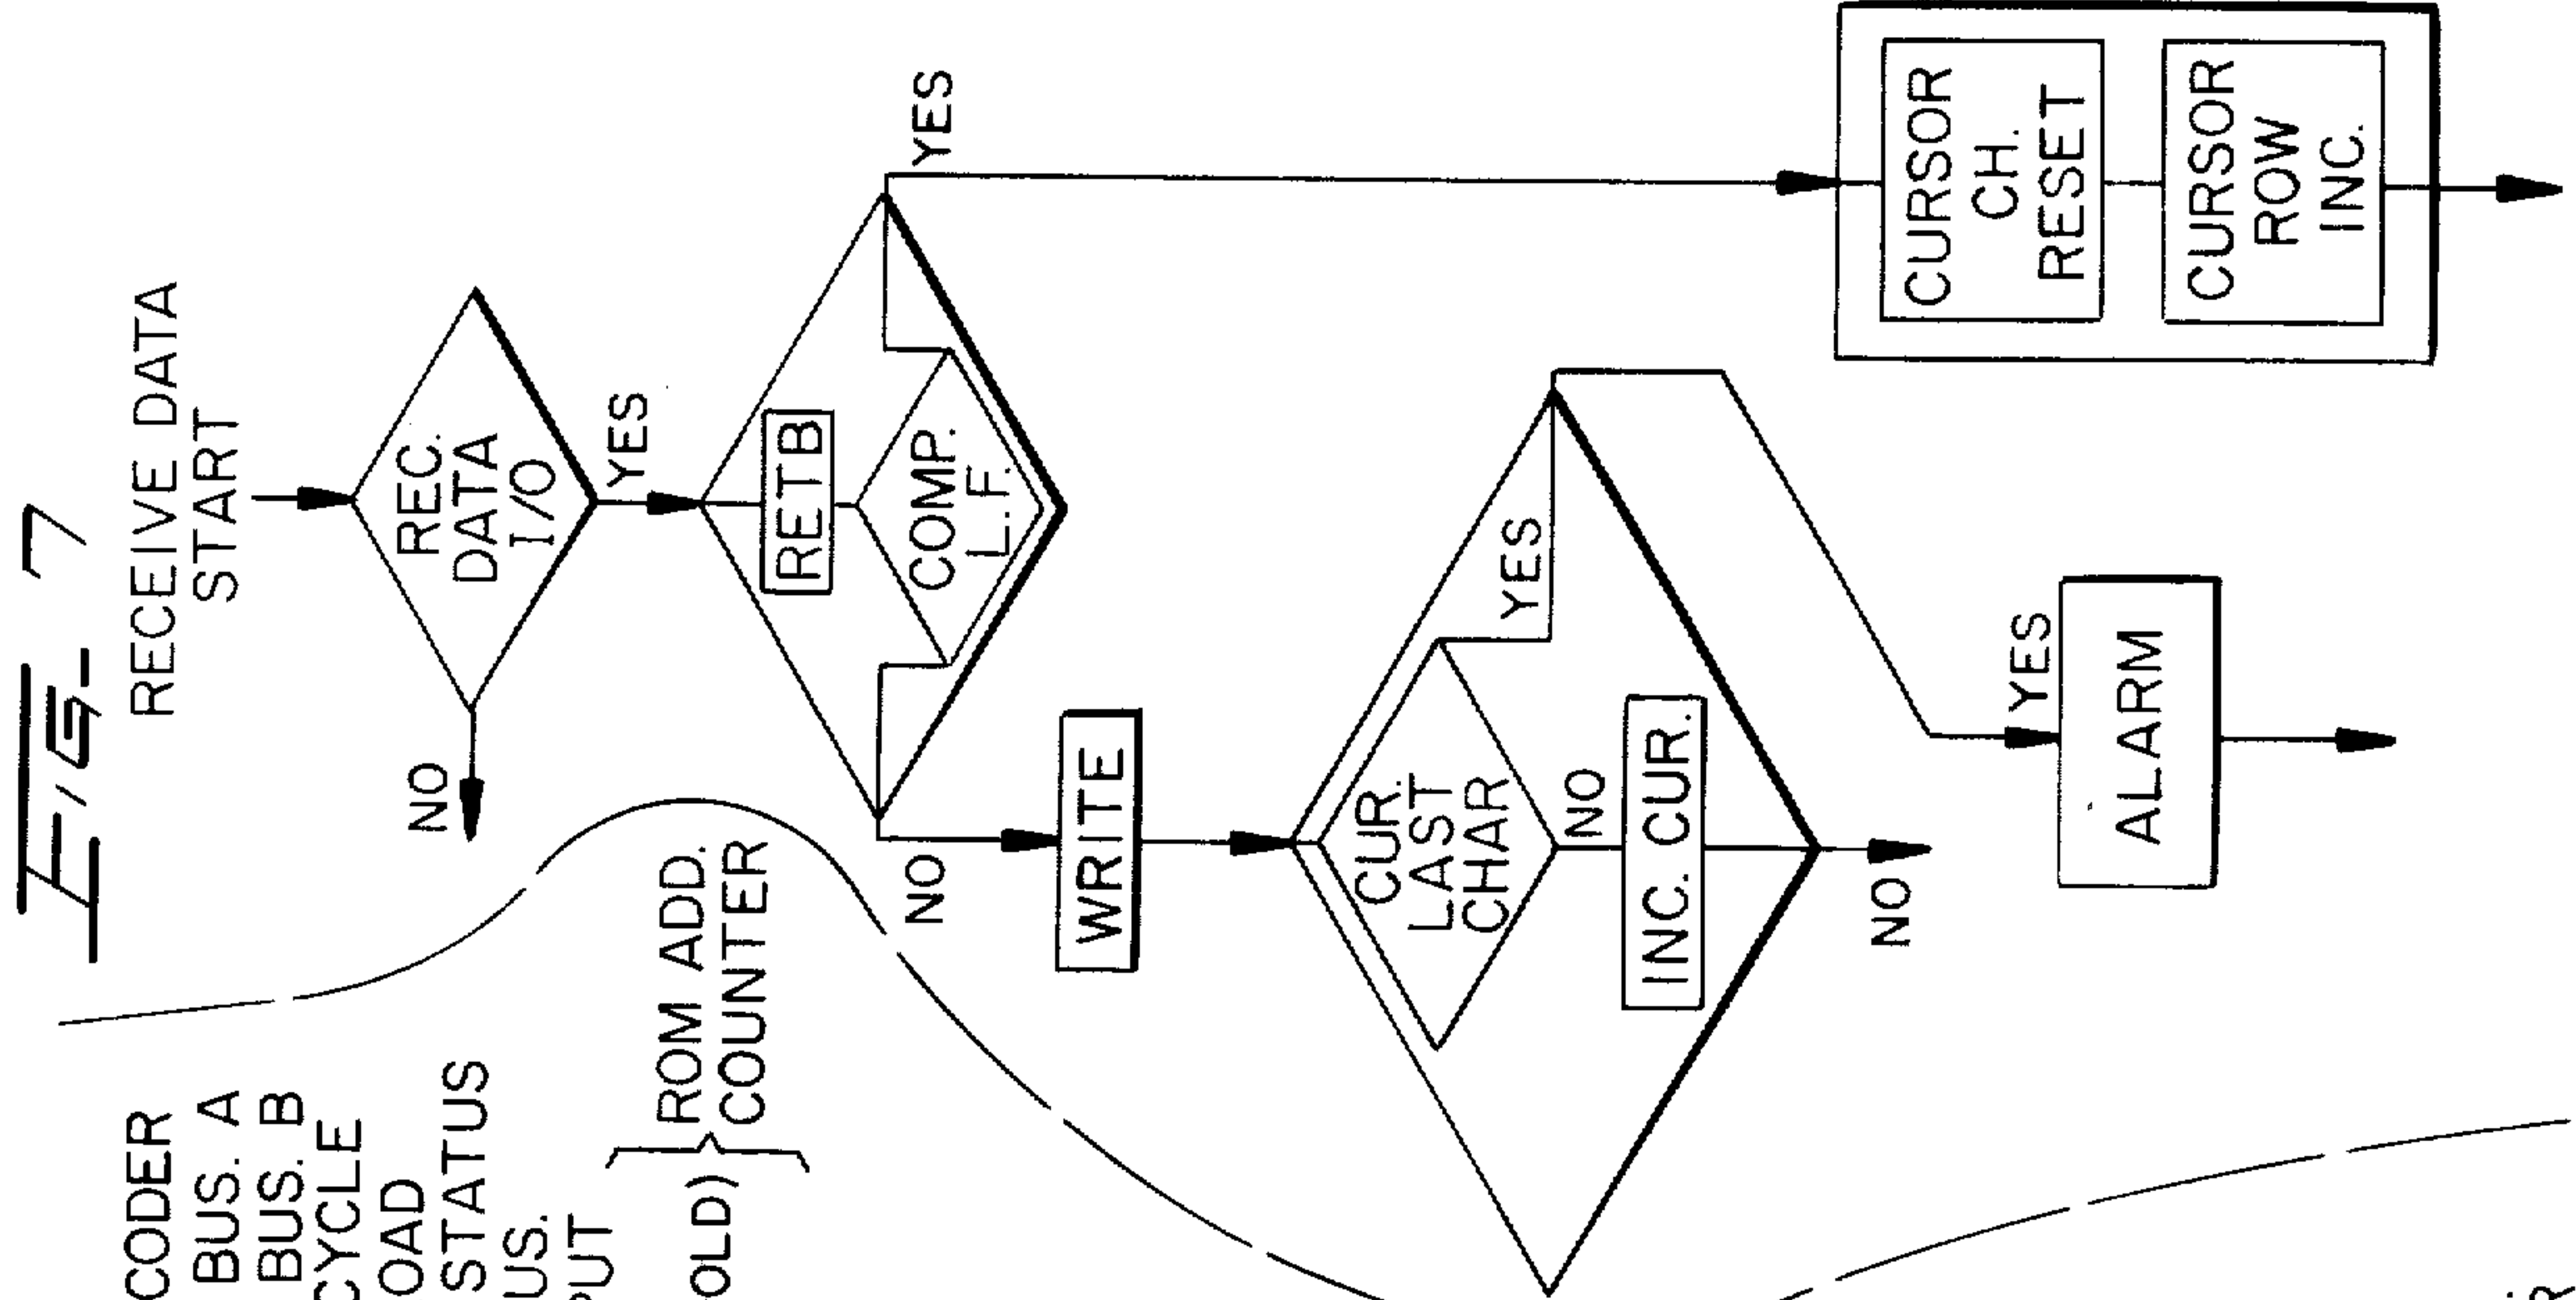 FIG_ 7
RECEIVE DATA
START
REC.
DATA
I/O
NO
YES
RETB
COMP.
L.F.
YES
NO
WRITE
CUR.
LAST
CHAR
YES
NO
INC. CUR.
NO
YES
ALARM
CURSOR
CH.
RESET
CURSOR
ROW
INC.
CODER
BUS. A
BUS. B
CYCLE
OAD
STATUS
US.
PUT
OLD)
ROM ADD.
COUNTER